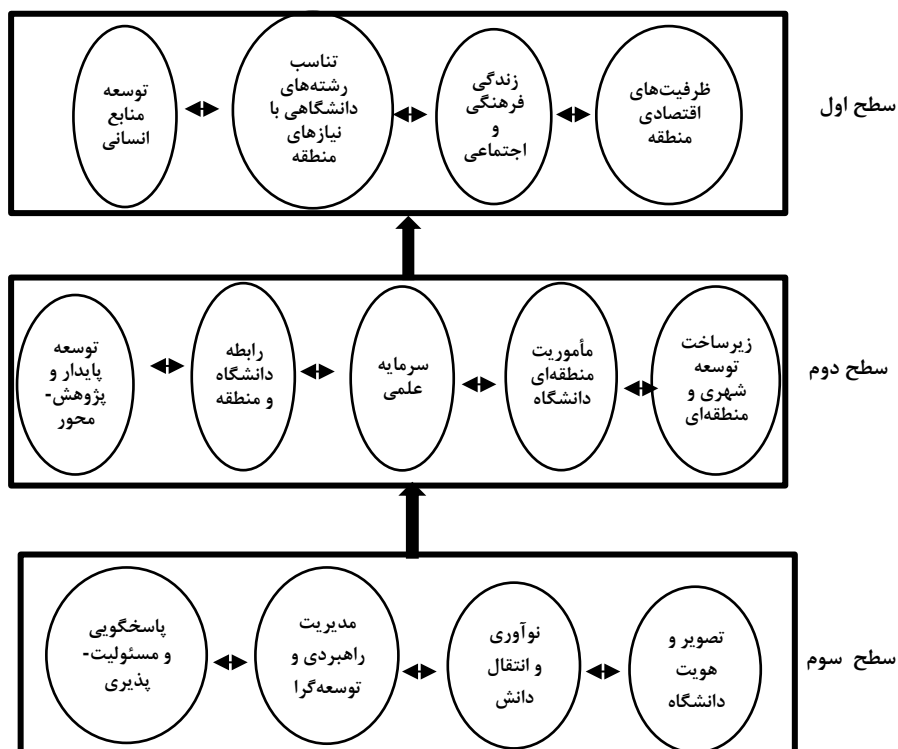 سطح اول
ظرفیت‌های
اقتصادی
منطقه
زندگی
فرهنگی
و
اجتماعی
تناسب
رشته‌های
دانشگاهی با
نیازهای
منطقه
توسعه
منابع
انسانی
سطح دوم
زیرساخت
توسعه
شهری و
منطقه‌ای
مأموریت
منطقه‌ای
دانشگاه
سرمایه
علمی
رابطه
دانشگاه
و منطقه
توسعه
پایدار و
پژوهش-
محور
سطح سوم
تصویر و
هویت
دانشگاه
نوآوری
و انتقال
دانش
مدیریت
راهبردی و
توسعه‌گرا
پاسخگویی
و مسئولیت-
پذیری